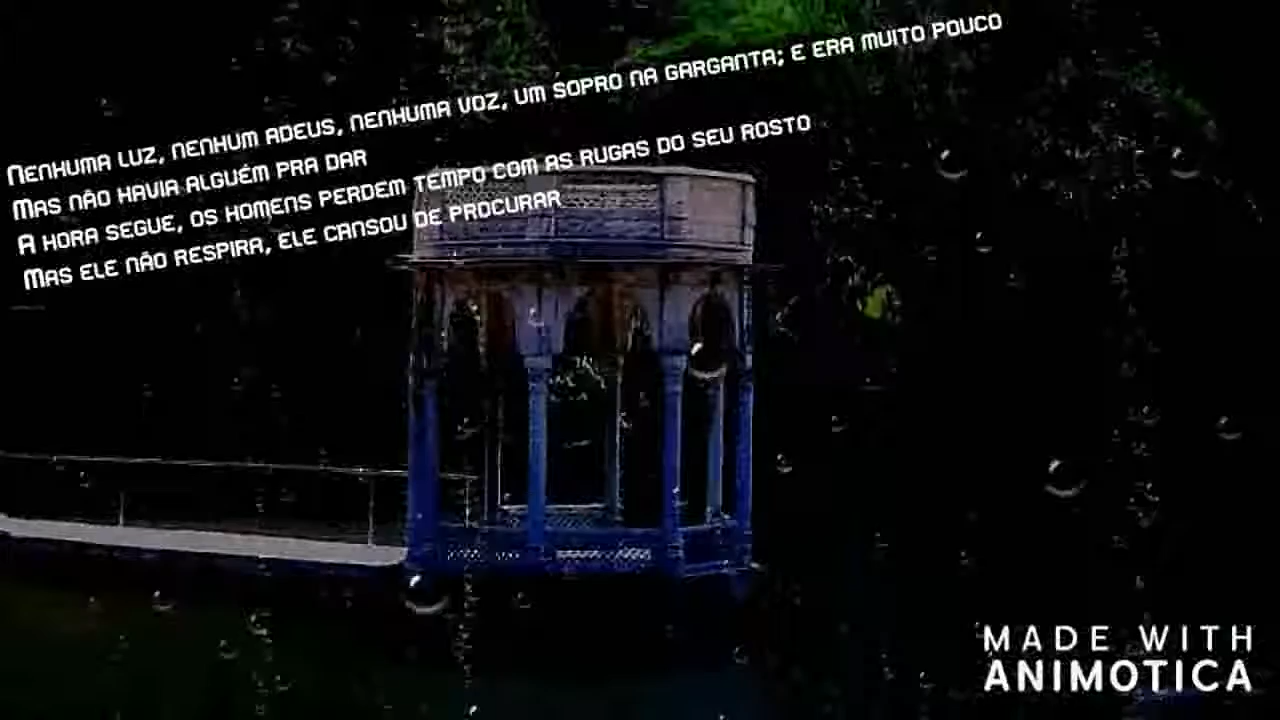 Nenhuma luz, nenhum adeus, nenhuma voz, um sopro na garganta; e era muito pouco
Mas não havia alguém pra dar
A hora segue, os homens perdem tempo com as rugas do seu rosto
Mas ele não respira, ele cansou de procurar
MADE WITH
ANIMOTICA